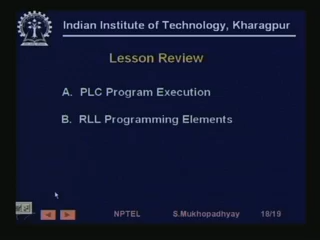 Indian Institute of Technology, Kharagpur
Lesson Review
A. PLC Program Execution
B. RLL Programming Elements
NPTEL S.Mukhopadhyay 18/19